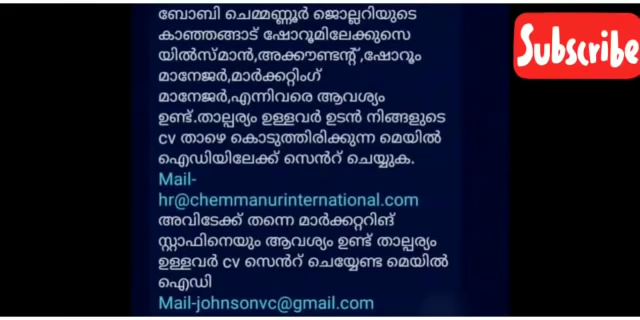 ബോബി ചെമ്മണ്ണൂർ ജൊല്ലറിയുടെ
കാഞ്ഞങ്ങാട് ഷോറൂമിലേക്കുസെ
യിൽസ്മാൻ,അക്കൗണ്ടന്റ്,ഷോറൂം
മാനേജർ,മാർക്കറ്റിംഗ്
മാനേജർ,എന്നിവരെ ആവശ്യം
ഉണ്ട്.താല്പര്യം ഉള്ളവർ ഉടൻ നിങ്ങളുടെ
cv താഴെ കൊടുത്തിരിക്കുന്ന മെയിൽ
ഐഡിയിലേക്ക് സെൻറ് ചെയ്യുക.
Mail-
hr@chemmanurinternational.com
അവിടേക്ക് തന്നെ മാർക്കറ്ററിങ്
സ്റ്റാഫിനെയും ആവശ്യം ഉണ്ട് താല്പര്യം
ഉള്ളവർ cv സെൻറ് ചെയ്യേണ്ട മെയിൽ
ഐഡി
Mail-johnsonvc@gmail.com
Subscribe